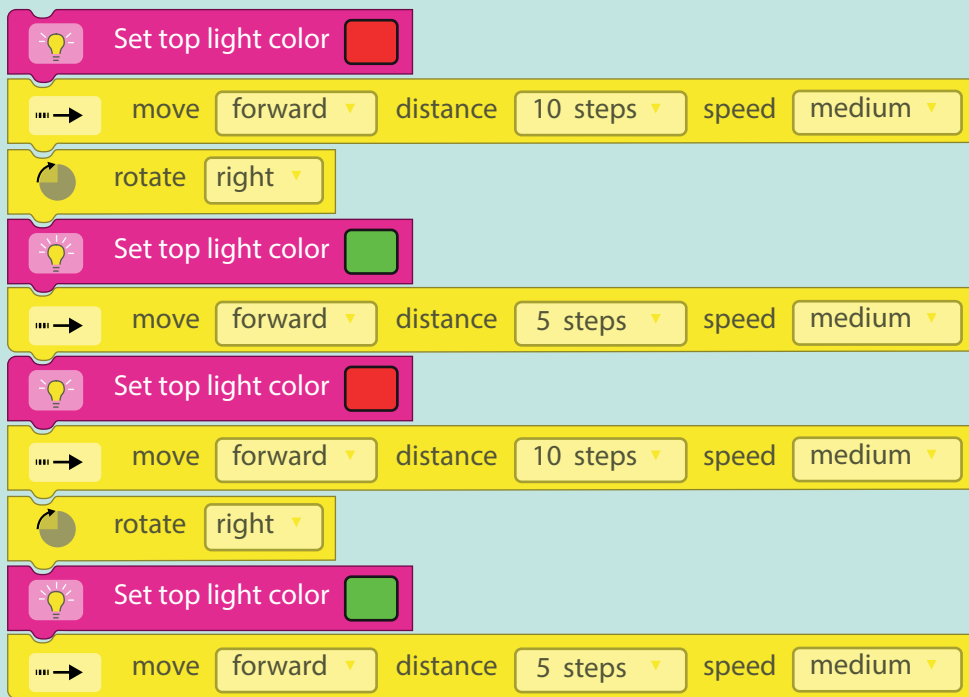 Set top light color
move forward distance 10 steps speed medium
rotate right
Set top light color
move forward distance 5 steps speed medium
Set top light color
move forward distance 10 steps speed medium
rotate right
Set top light color
move forward distance 5 steps speed medium